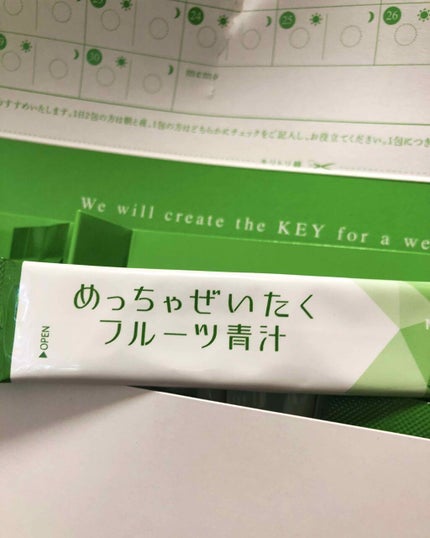 24
25
26
30
memo
すすめいたします。1日2包の方は朝と夜、1包の方はどちらかにチェックをご記入し、お役立てください。1包につき
キリトリ線
We will create the KEY for a we
めっちゃぜいたく
フルーツ青汁
▶OPEN